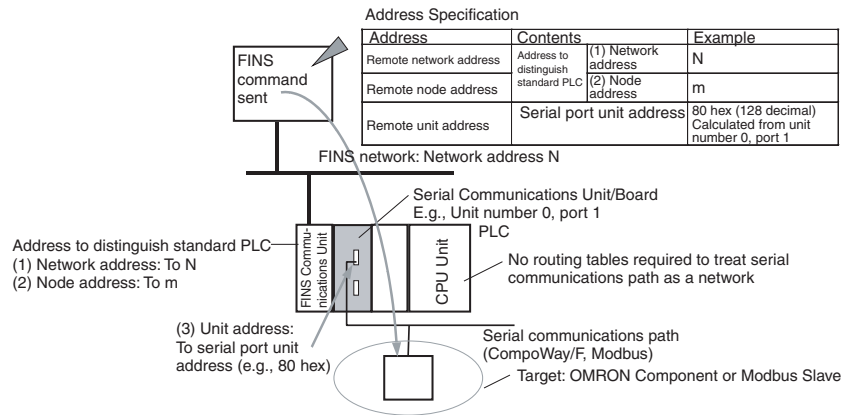 Address Specification
Address Contents Example
Remote network address
Address to
distinguish
standard PLC
(1) Network
address
N
Remote node address
(2) Node
address
m
Remote unit address
Serial port unit address
80 hex (128 decimal)
Calculated from unit
number 0, port 1
FINS
command
sent
FINS network: Network address N
Serial Communications Unit/Board
E.g., Unit number 0, port 1
PLC
FINS Commu-
nications Unit
CPU Unit
Address to distinguish standard PLC
(1) Network address: To N
(2) Node address: To m
No routing tables required to treat serial
communications path as a network
(3) Unit address:
To serial port unit
address (e.g., 80 hex)
Serial communications path
(CompoWay/F, Modbus)
Target: OMRON Component or Modbus Slave